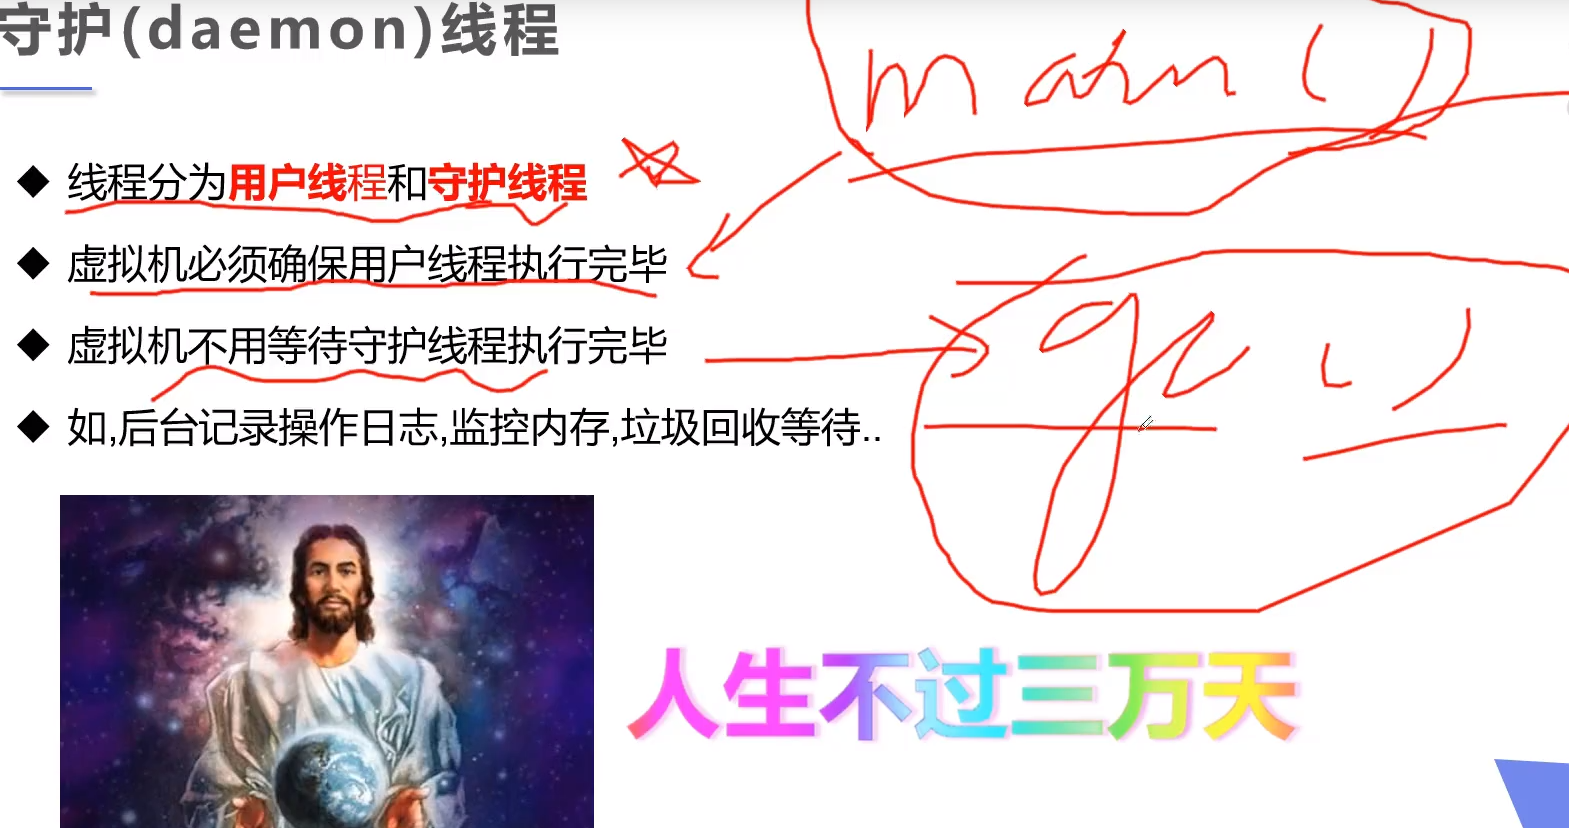 守护(daemon)线程
main()
◆ 线程分为用户线程和守护线程
◆ 虚拟机必须确保用户线程执行完毕
◆ 虚拟机不用等待守护线程执行完毕
gc()
◆ 如,后台记录操作日志,监控内存,垃圾回收等待..
人生不过三万天